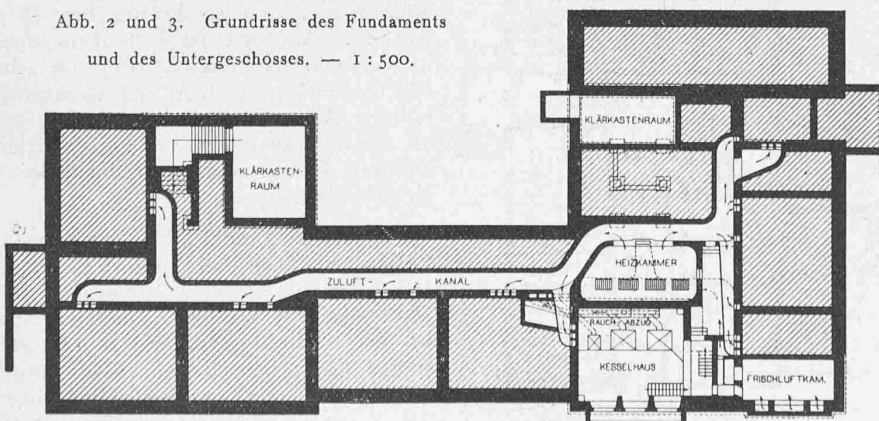 Abb. 2 und 3. Grundrisse des Fundaments
und des Untergeschosses. — 1 : 500.
KLÄRKASTENRAUM
KLÄRKASTEN-
RAUM
HEIZKAMMER
ZULUFT - KANAL
RAUCH - ABZUG
KESSELHAUS
FRISCHLUFTKAM.